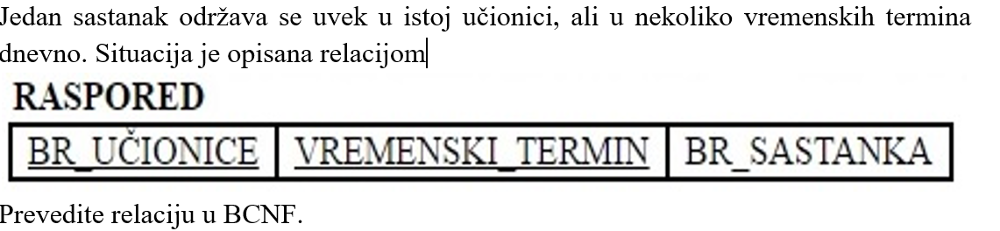 Jedan sastanak održava se uvek u istoj učionici, ali u nekoliko vremenskih termina
dnevno. Situacija je opisana relacijom
RASPORED
BR_UČIONICE VREMENSKI_TERMIN BR_SASTANKA
Prevedite relaciju u BCNF.